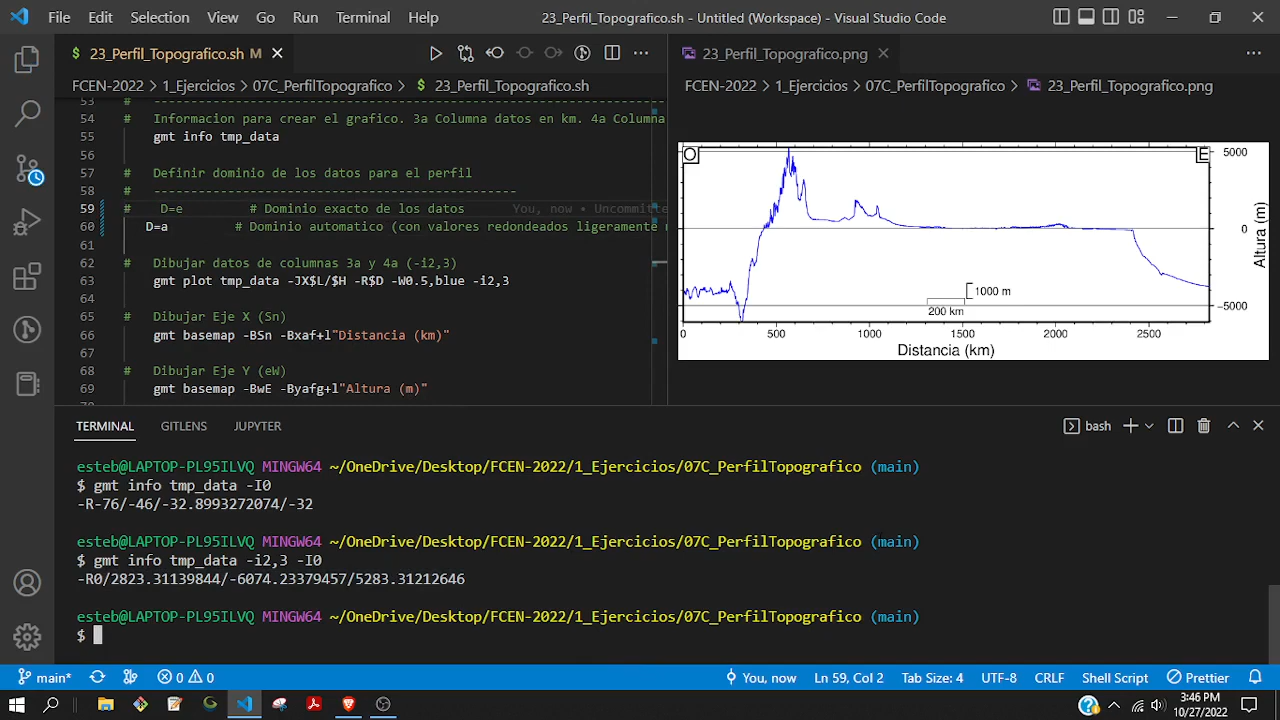 File Edit Selection View Go Run Terminal Help
23_Perfil_Topografico.sh - Untitled (Workspace) - Visual Studio Code
23_Perfil_Topografico.sh M
FCEN-2022 > 1_Ejercicios > 07C_PerfilTopografico > $ 23_Perfil_Topografico.sh
53 # -----------------------------------------------------------------------
54 # Informacion para crear el grafico. 3a Columna datos en km. 4a Columna
55 gmt info tmp_data
56
57 # Definir dominio de los datos para el perfil
58 # -----------------------------------------------
59 # D=e # Dominio exacto de los datos You, now • Uncommitte
60 D=a # Dominio automatico (con valores redondeados ligeramente m
61
62 # Dibujar datos de columnas 3a y 4a (-i2,3)
63 gmt plot tmp_data -JX$L/$H -R$D -W0.5,blue -i2,3
64
65 # Dibujar Eje X (Sn)
66 gmt basemap -BSn -Bxaf+l"Distancia (km)"
67
68 # Dibujar Eje Y (eW)
69 gmt basemap -BwE -Byafg+l"Altura (m)"
70
23_Perfil_Topografico.png
FCEN-2022 > 1_Ejercicios > 07C_PerfilTopografico > 23_Perfil_Topografico.png
O E
5000
0
−5000
Altura (m)
1000 m
200 km
0 500 1000 1500 2000 2500
Distancia (km)
TERMINAL GITLENS JUPYTER
bash
esteb@LAPTOP-PL95ILVQ MINGW64 ~/OneDrive/Desktop/FCEN-2022/1_Ejercicios/07C_PerfilTopografico (main)
$ gmt info tmp_data -I0
-R-76/-46/-32.8993272074/-32
esteb@LAPTOP-PL95ILVQ MINGW64 ~/OneDrive/Desktop/FCEN-2022/1_Ejercicios/07C_PerfilTopografico (main)
$ gmt info tmp_data -i2,3 -I0
-R0/2823.31139844/-6074.23379457/5283.31212646
esteb@LAPTOP-PL95ILVQ MINGW64 ~/OneDrive/Desktop/FCEN-2022/1_Ejercicios/07C_PerfilTopografico (main)
$
main* 0 0 You, now Ln 59, Col 2 Tab Size: 4 UTF-8 CRLF Shell Script Prettier
3:46 PM
10/27/2022